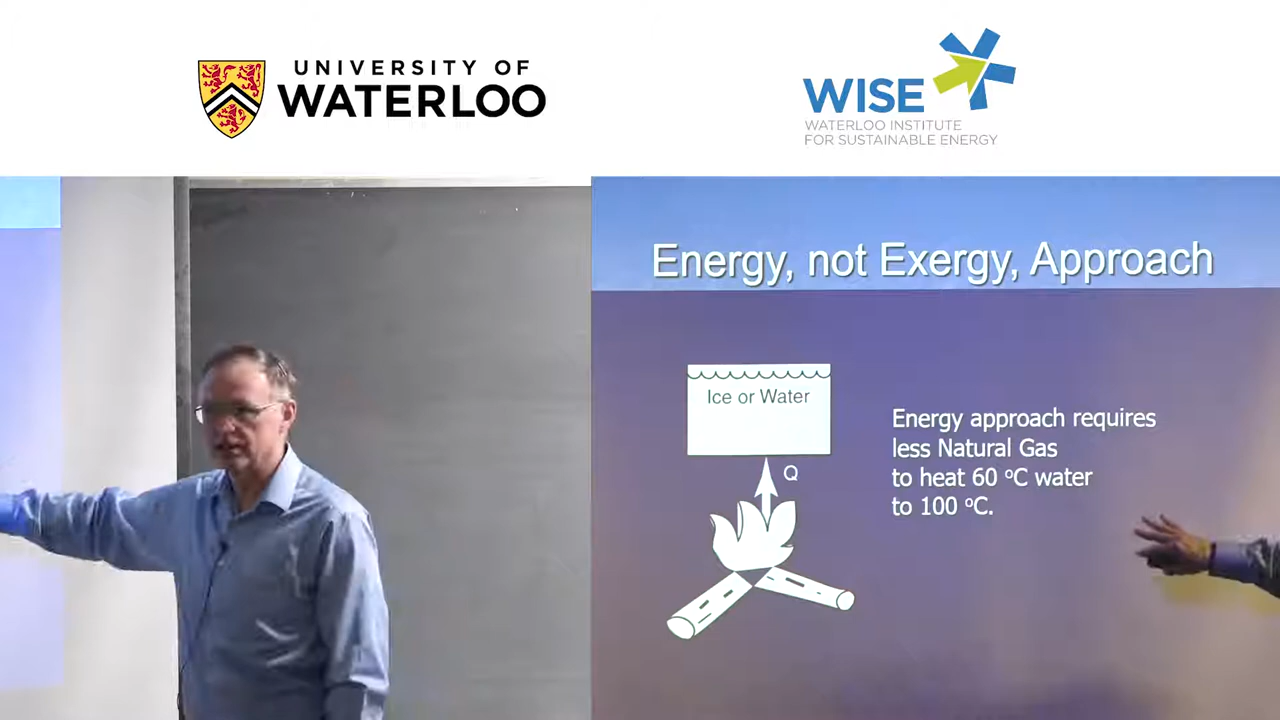 UNIVERSITY OF
WATERLOO
WISE
WATERLOO INSTITUTE
FOR SUSTAINABLE ENERGY
Energy, not Exergy, Approach
Ice or Water
Q
Energy approach requires
less Natural Gas
to heat 60 ºC water
to 100 ºC.